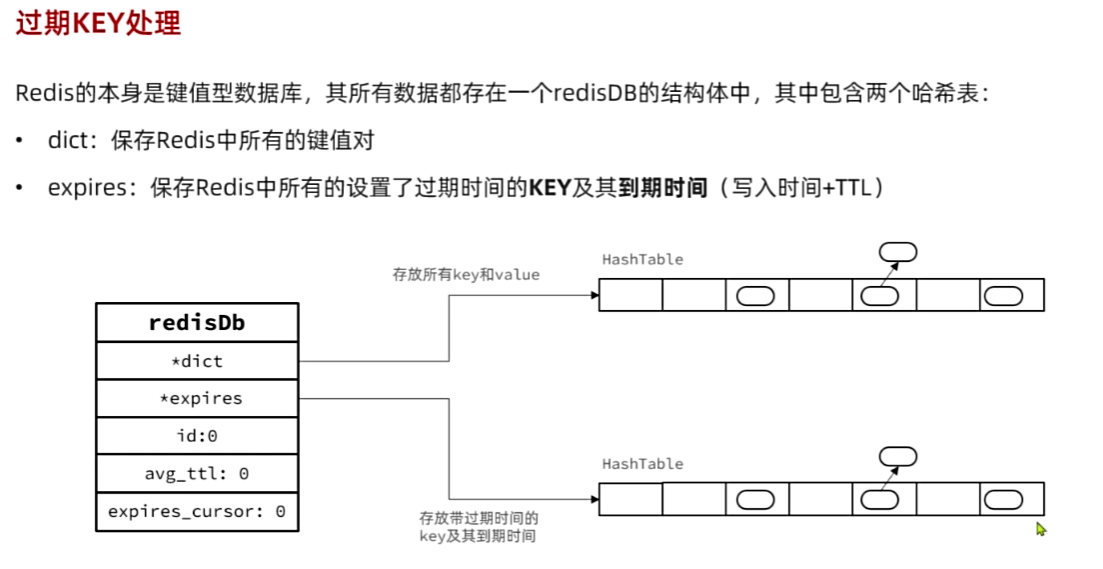 过期KEY处理
Redis的本身是键值型数据库，其所有数据都存在一个redisDB的结构体中，其中包含两个哈希表：
• dict：保存Redis中所有的键值对
• expires：保存Redis中所有的设置了过期时间的KEY及其到期时间（写入时间+TTL）
HashTable
存放所有key和value
redisDb
*dict
*expires
id:0
avg_ttl: 0
expires_cursor: 0
HashTable
存放带过期时间的
key及其到期时间